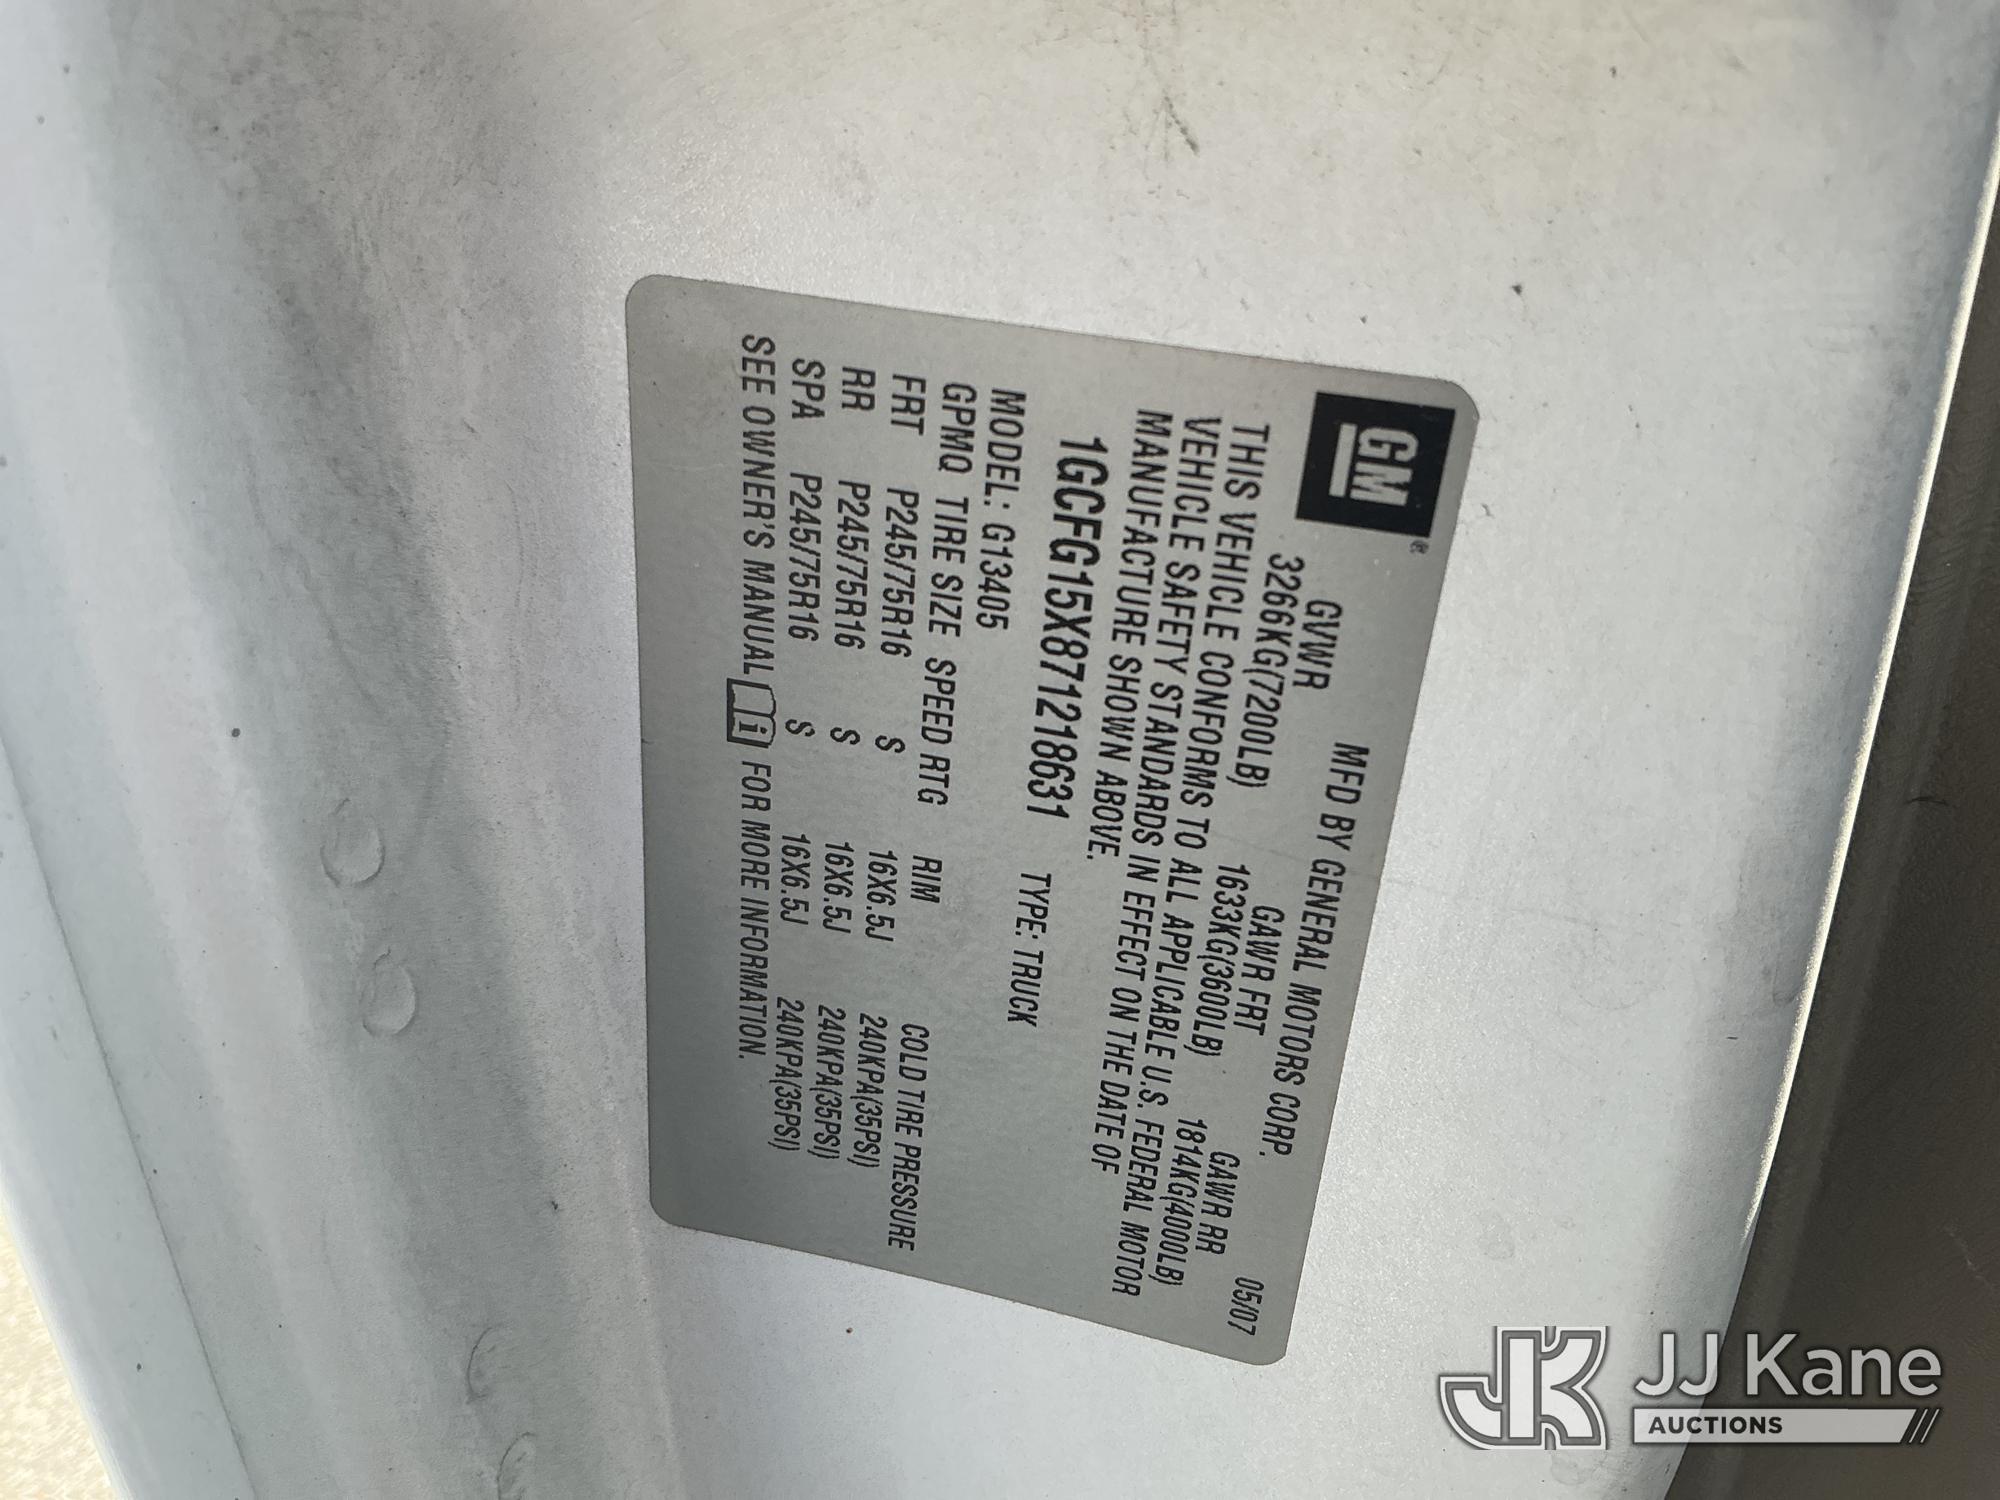 GM®
MFD BY GENERAL MOTORS CORP.
05/07
GVWR GAWR FRT GAWR RR
3266KG(7200LB) 1633KG(3600LB) 1814KG(4000LB)
THIS VEHICLE CONFORMS TO ALL APPLICABLE U.S. FEDERAL MOTOR
VEHICLE SAFETY STANDARDS IN EFFECT ON THE DATE OF
MANUFACTURE SHOWN ABOVE.
1GCFG15X871218631 TYPE: TRUCK
MODEL: G13405
GPMQ TIRE SIZE SPEED RTG RIM COLD TIRE PRESSURE
FRT P245/75R16 S 16X6.5J 240KPA(35PSI)
RR P245/75R16 S 16X6.5J 240KPA(35PSI)
SPA P245/75R16 S 16X6.5J 240KPA(35PSI)
SEE OWNER'S MANUAL i FOR MORE INFORMATION.
JK JJ Kane
AUCTIONS